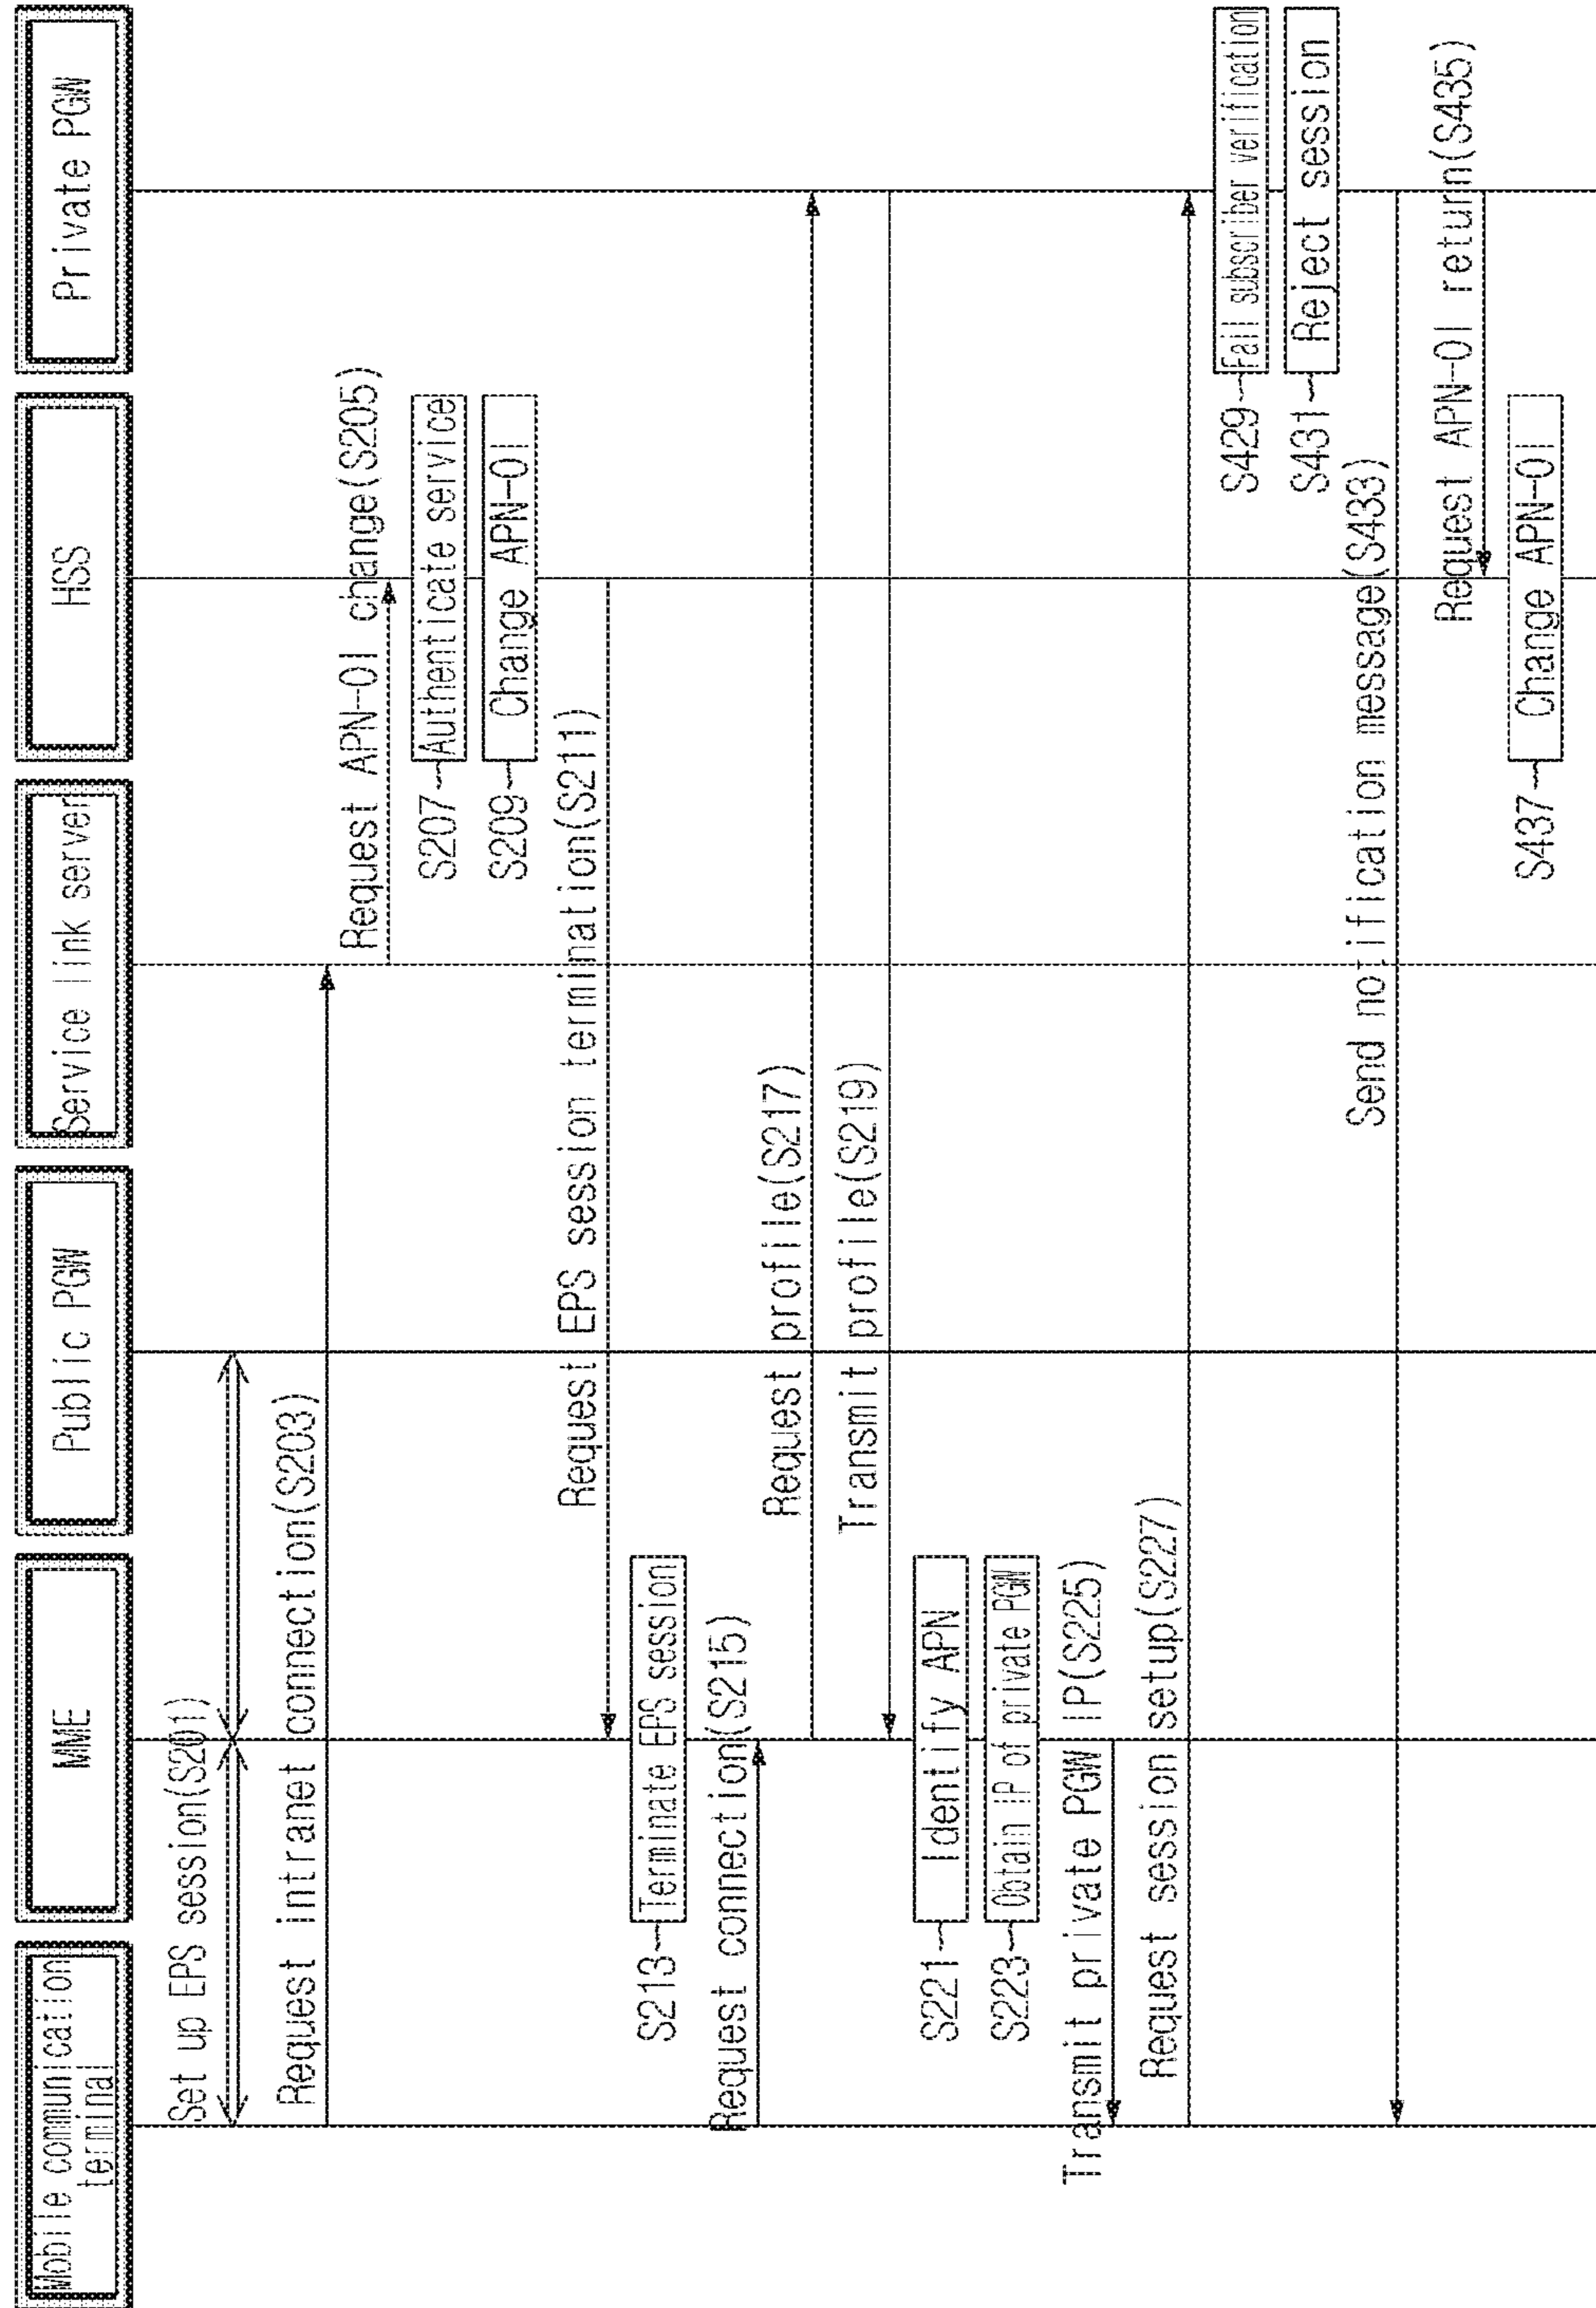 Mobile communication
terminal
MME
Public PGW
Service link server
HSS
Private PGW
Set up EPS session(S201)
Request intranet connection(S203)
Request APN-OI change(S205)
S207
Authenticate service
S209
Change APN-OI
Request EPS session termination(S211)
S213
Terminate EPS session
Request connection(S215)
Request profile(S217)
Transmit profile(S219)
S221
Identify APN
S223
Obtain IP of private PGW
Transmit private PGW IP(S225)
Request session setup(S227)
S429
Fail subscriber verification
S431
Reject session
Send notification message(S433)
Request APN-OI return(S435)
S437
Change APN-OI